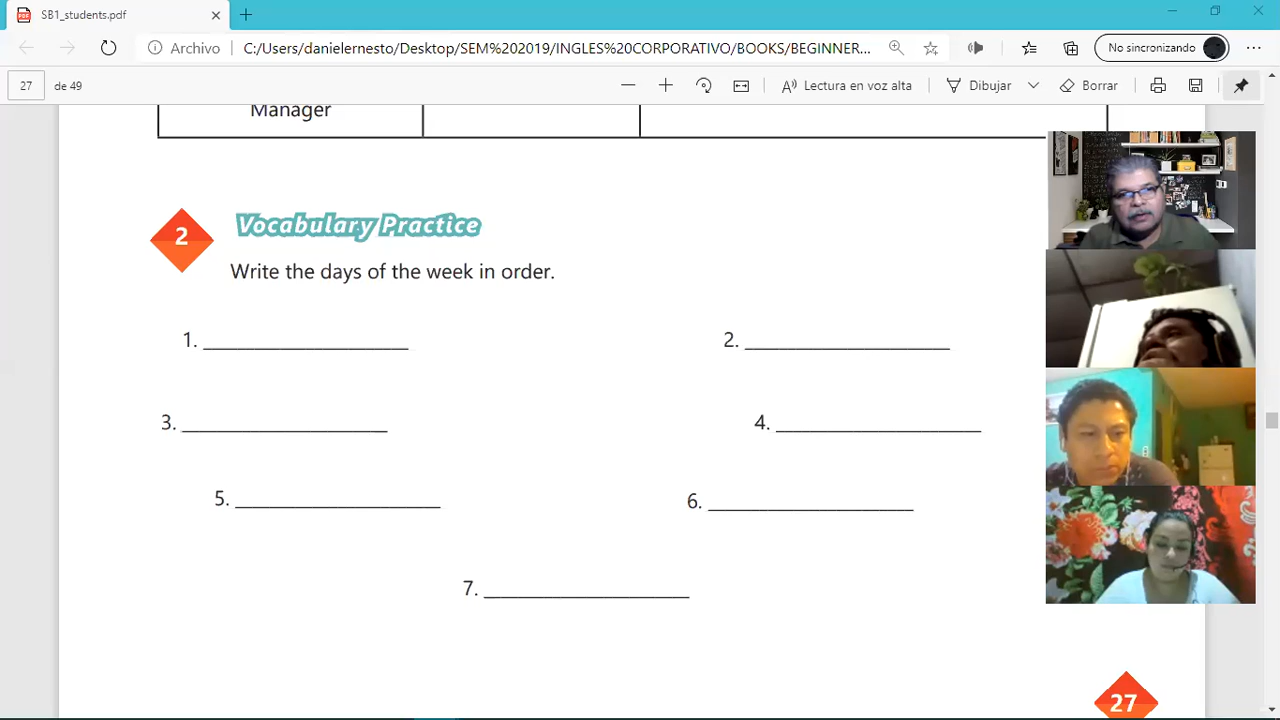 SB1_students.pdf
Archivo
C:/Users/danielernesto/Desktop/SEM%202019/INGLES%20CORPORATIVO/BOOKS/BEGINNER...
No sincronizando
27 de 49
Lectura en voz alta
Dibujar
Borrar
Manager
2 Vocabulary Practice
Write the days of the week in order.
1. ____________________ 2. ____________________
3. ____________________ 4. ____________________
5. ____________________ 6. ____________________
7. ____________________
27